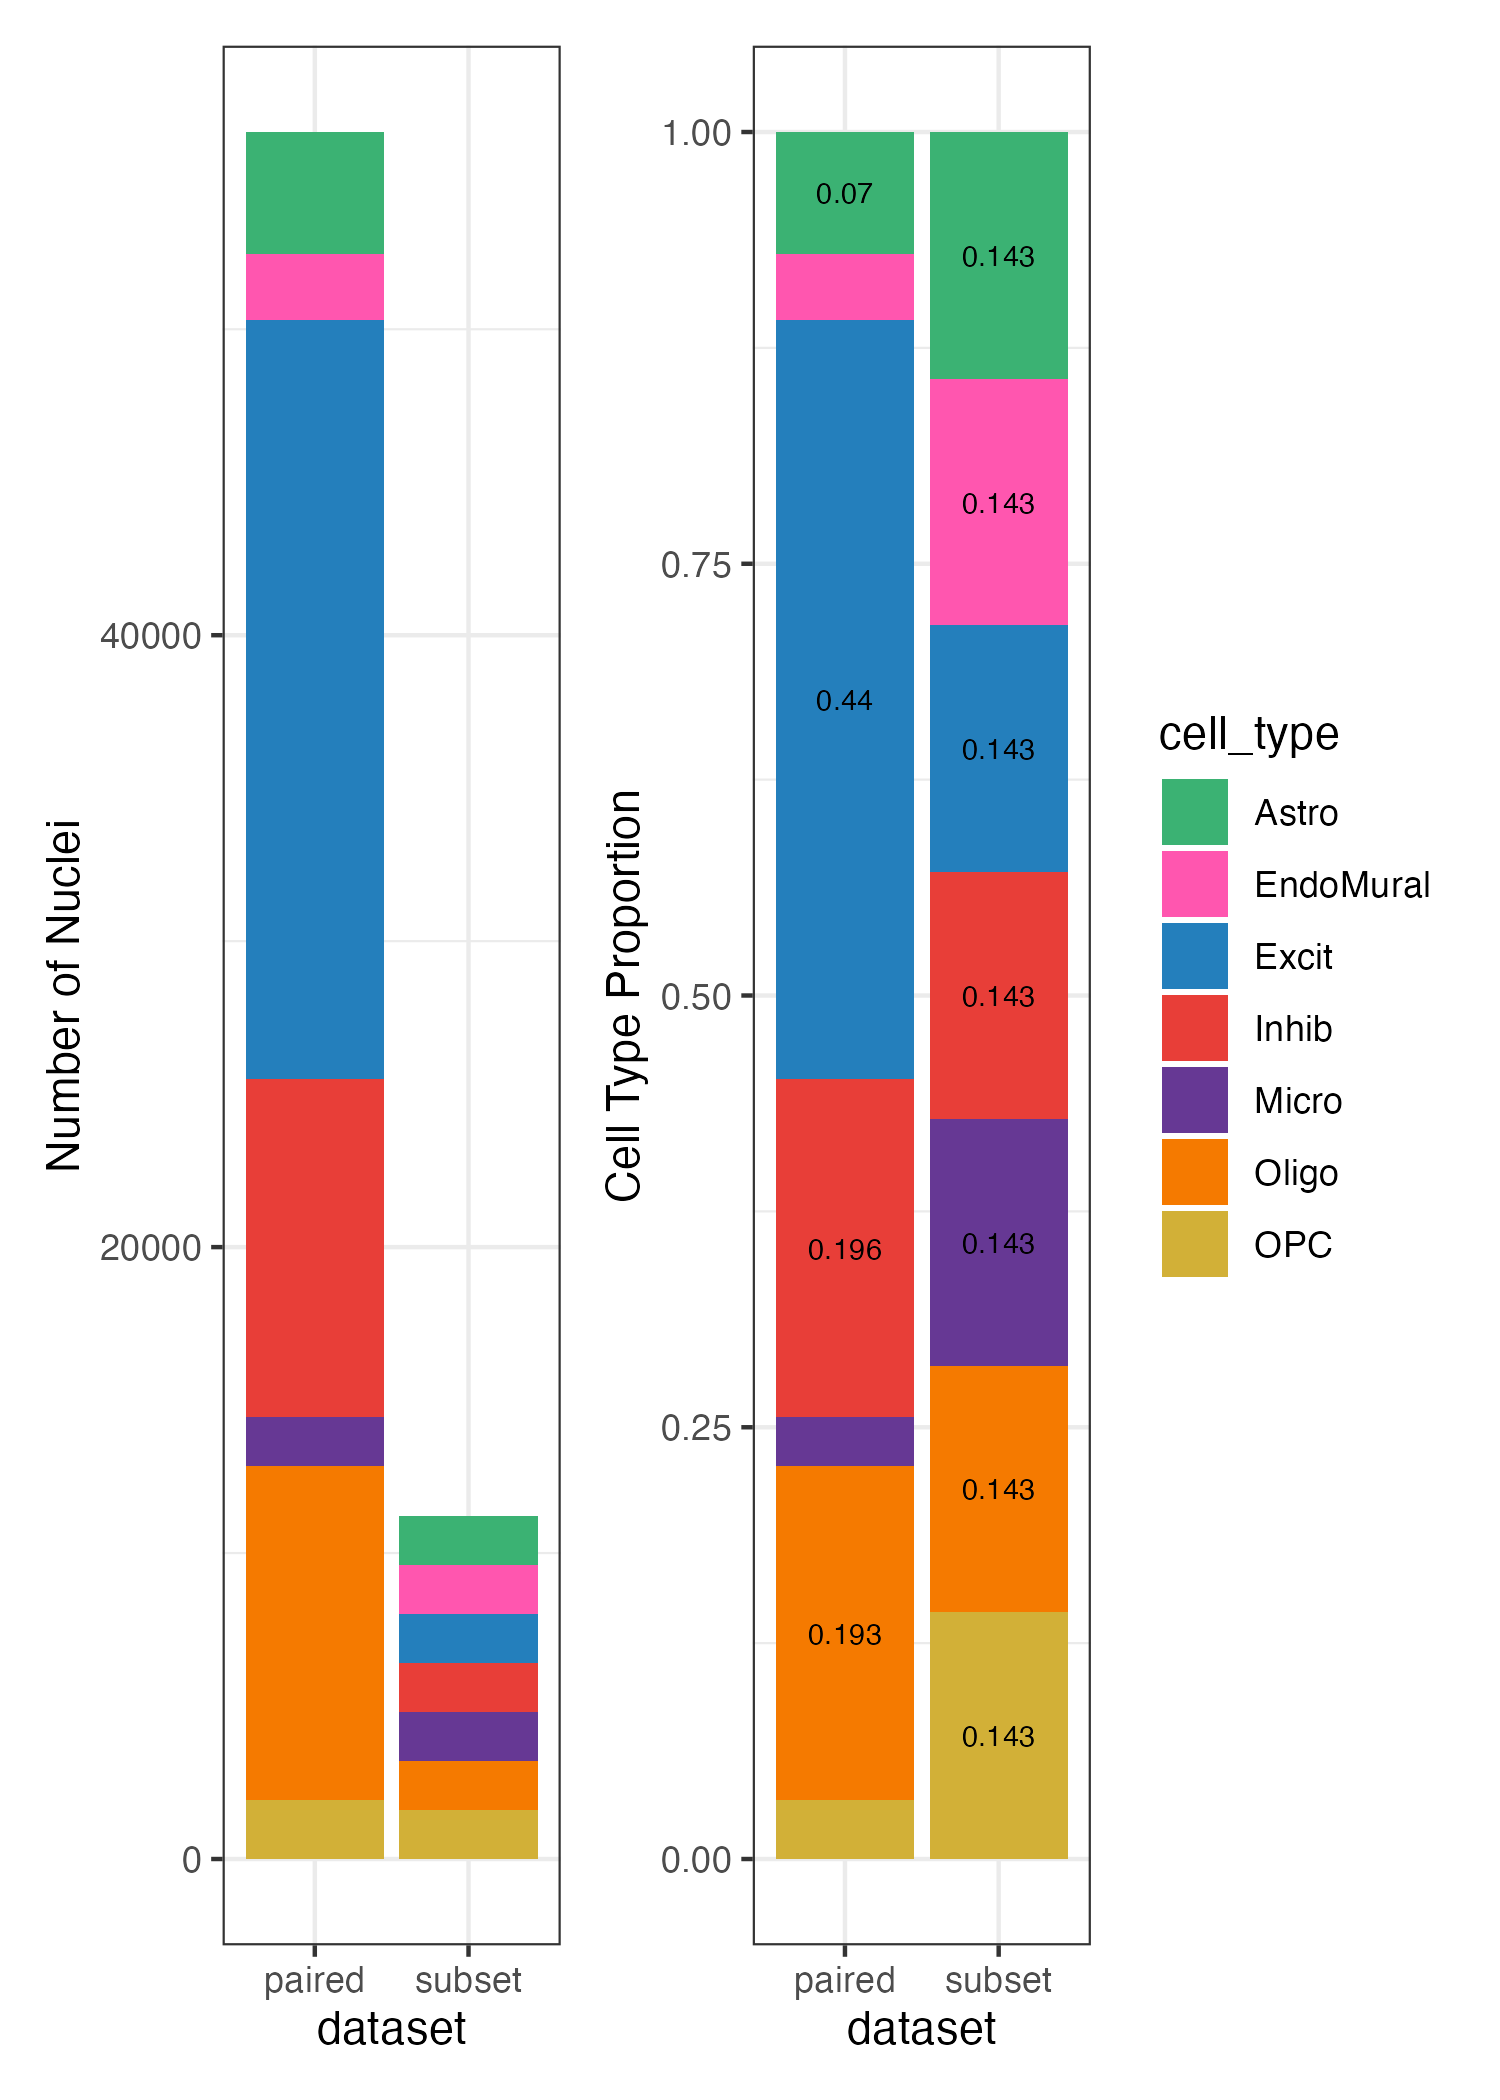 Number of Nuclei
40000
20000
0
paired
subset
dataset
Cell Type Proportion
1.00
0.75
0.50
0.25
0.00
0.07
0.44
0.196
0.193
0.143
0.143
0.143
0.143
0.143
0.143
0.143
paired
subset
dataset
cell_type
Astro
EndoMural
Excit
Inhib
Micro
Oligo
OPC